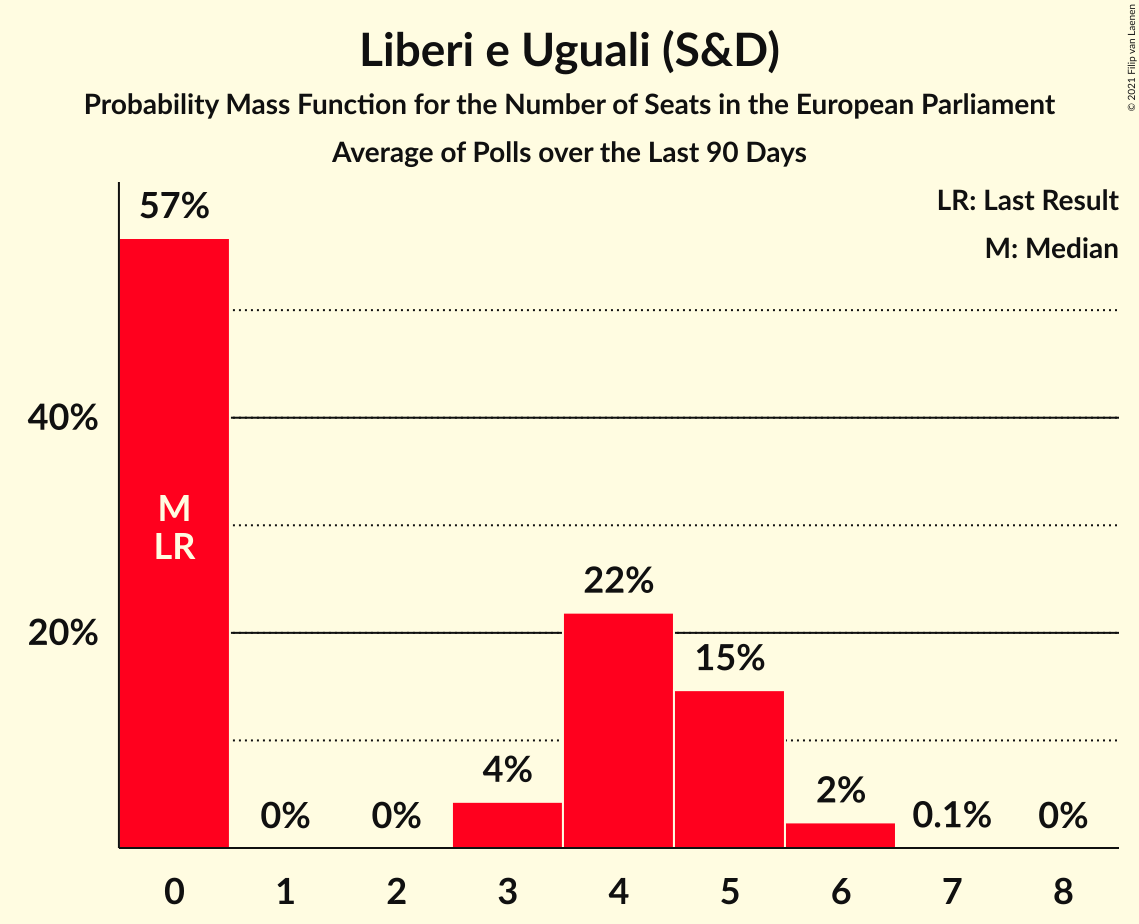 Liberi e Uguali (S&D)
Probability Mass Function for the Number of Seats in the European Parliament
Average of Polls over the Last 90 Days
© 2021 Filip van Laenen
LR: Last Result
M: Median
57%
40%
M
LR
22%
20%
15%
4%
2%
0%
0%
0.1%
0%
0 1 2 3 4 5 6 7 8